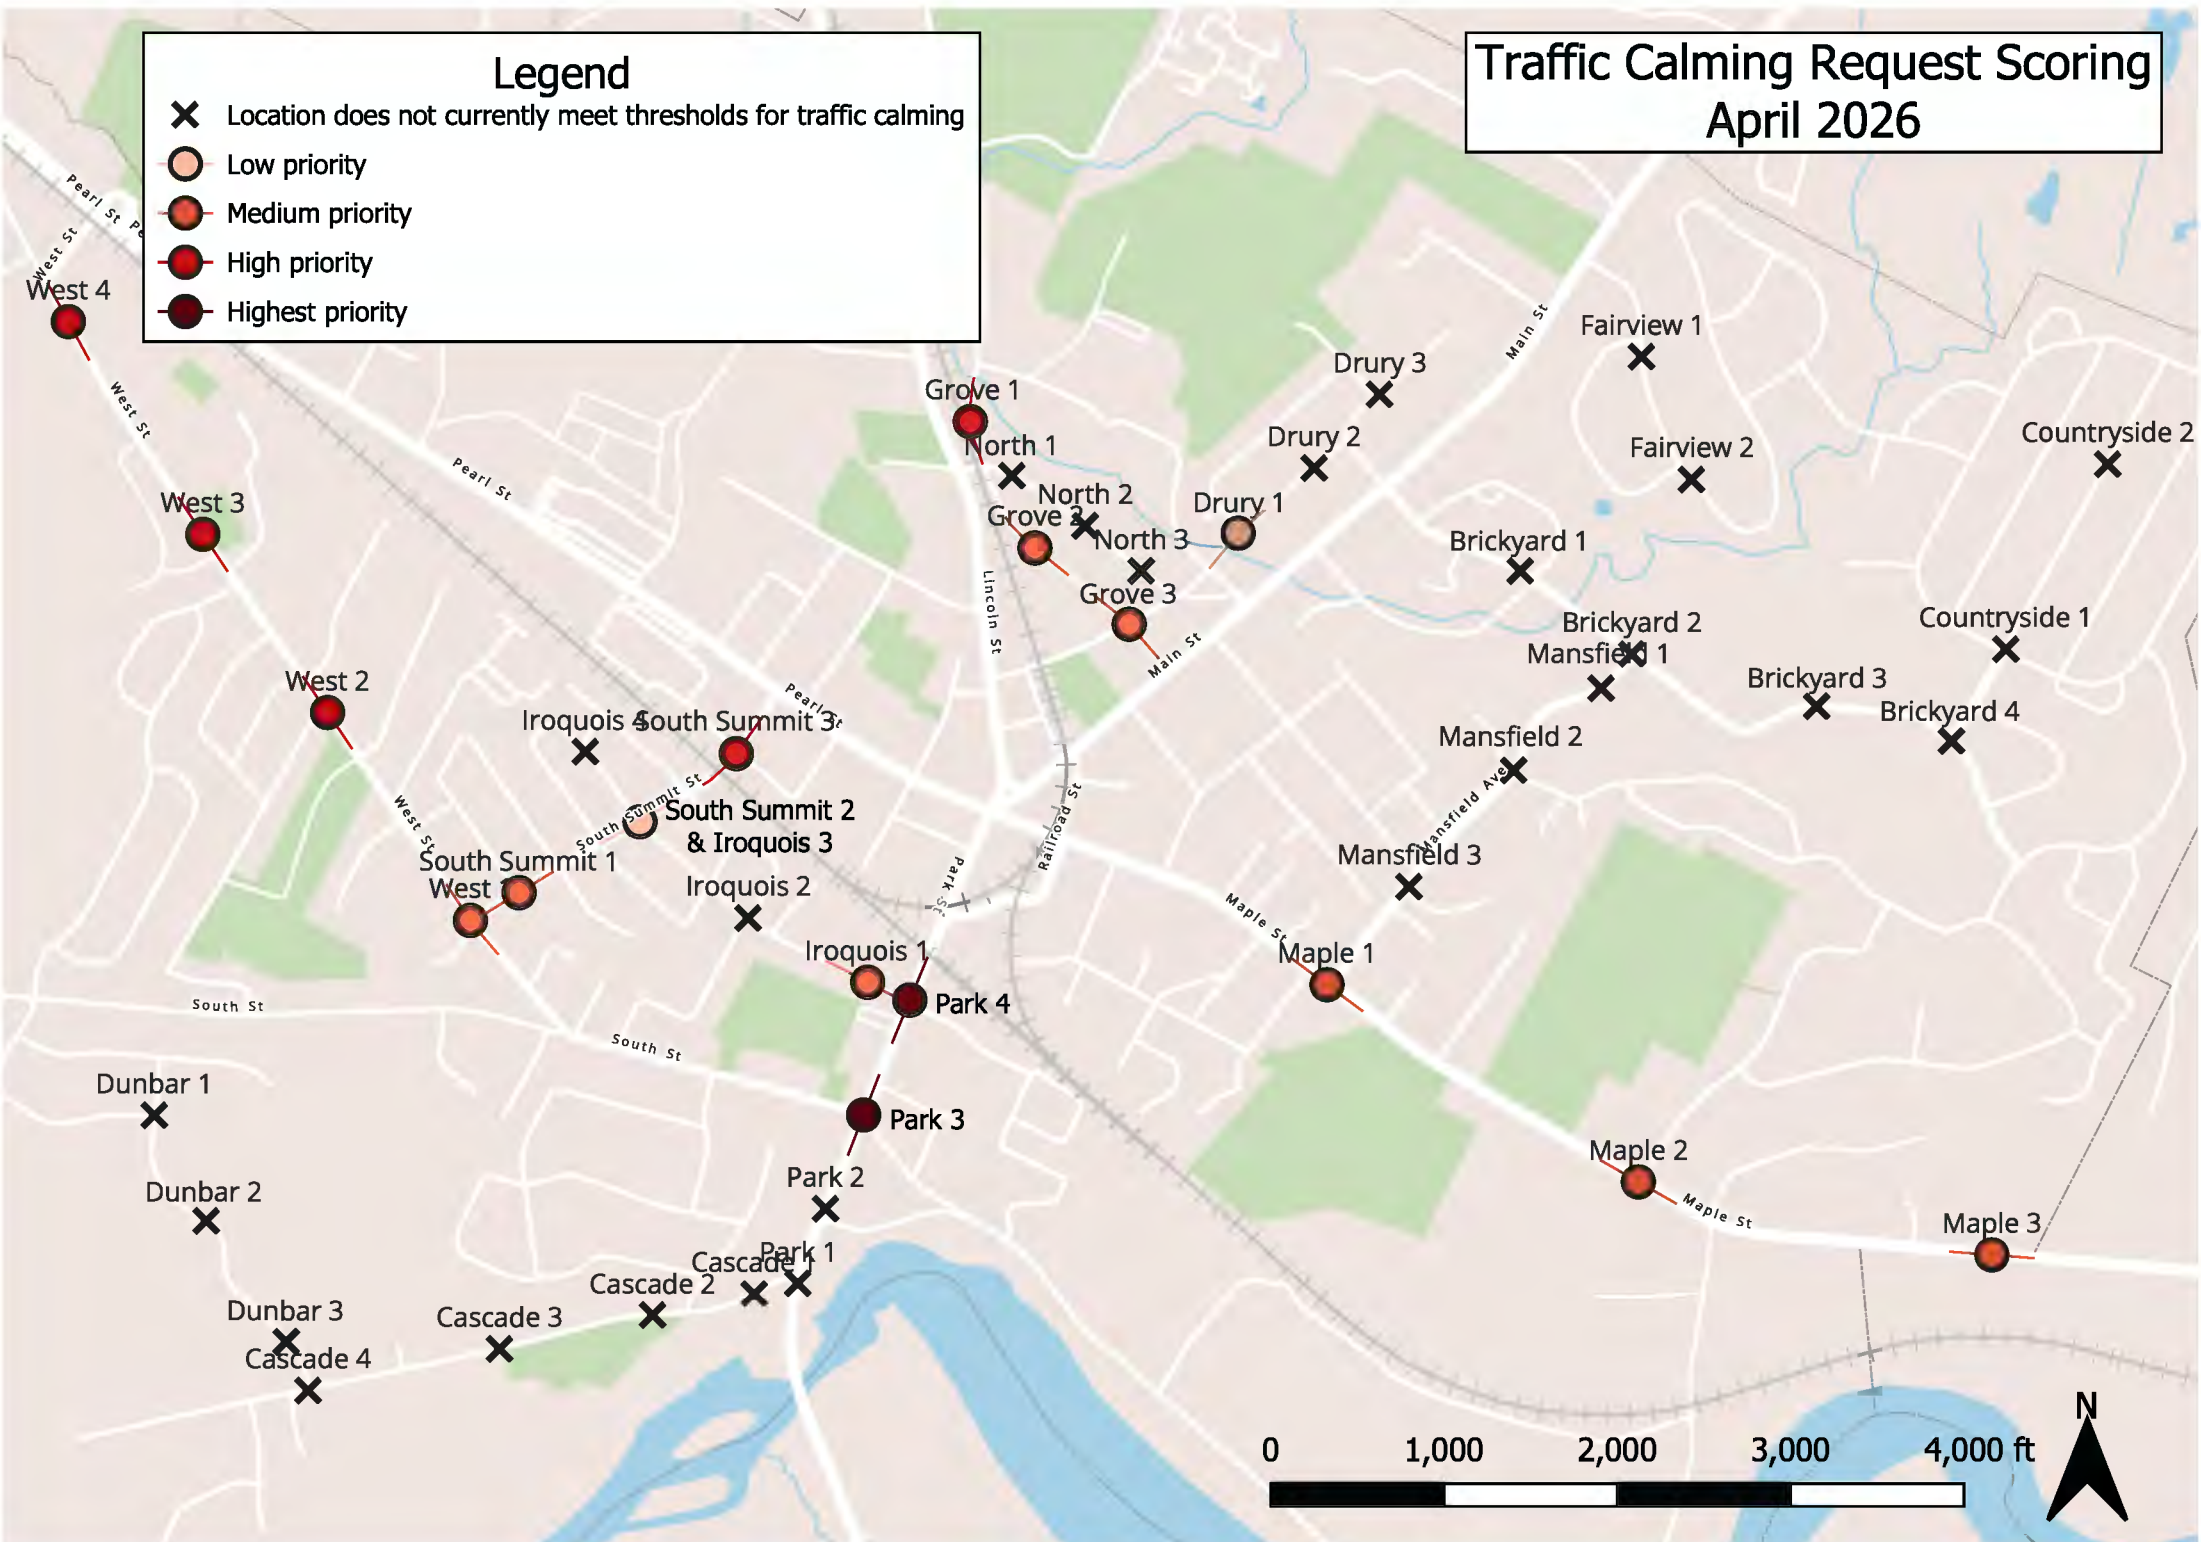 Traffic Calming Request Scoring
April 2026
Legend
Location does not currently meet thresholds for traffic calming
Low priority
Medium priority
High priority
Highest priority
Pearl St
Pe
West St
West 4
West St
Fairview 1
Main St
Drury 3
Grove 1
Countryside 2
Drury 2
North 1
Fairview 2
Pearl St
North 2
West 3
Drury 1
Grove 2
North 3
Brickyard 1
Grove 3
Lincoln St
Main St
Brickyard 2
Countryside 1
Mansfield 1
West 2
Brickyard 3
Pearl St
Iroquois 4
South Summit 3
Brickyard 4
Mansfield 2
South Summit St
South Summit 2
& Iroquois 3
West St
Railroad St
Mansfield Ave
South Summit 1
Mansfield 3
West
Iroquois 2
Park St
Maple St
Iroquois 1
Maple 1
Park 4
South St
South St
Dunbar 1
Park 3
Maple 2
Park 2
Dunbar 2
Maple St
Maple 3
Park 1
Cascade 1
Cascade 2
Dunbar 3
Cascade 3
Cascade 4
N
0 1,000 2,000 3,000 4,000 ft